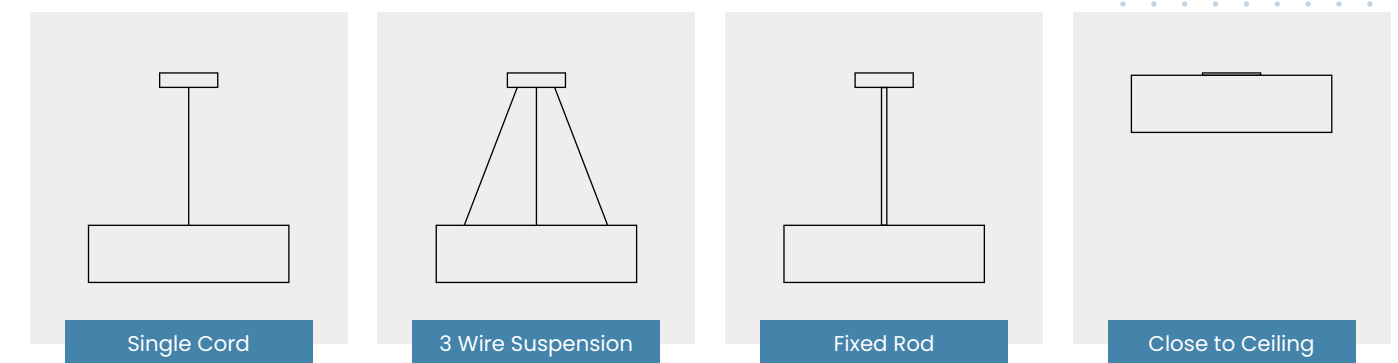 Single Cord
3 Wire Suspension
Fixed Rod
Close to Ceiling